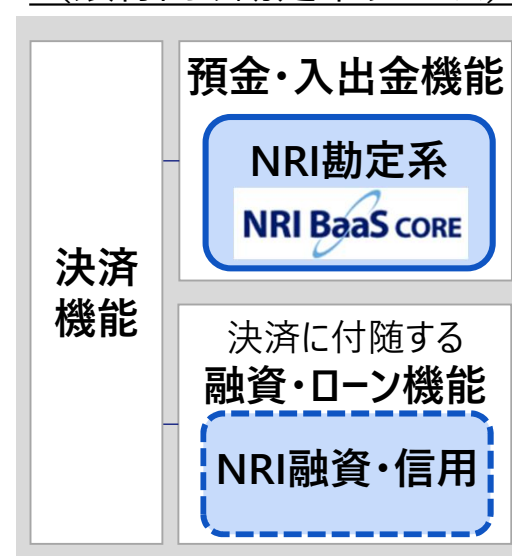 決済
機能
預金・入出金機能
NRI勘定系
NRI BaaS CORE
決済に付随する
融資・ローン機能
NRI融資・信用